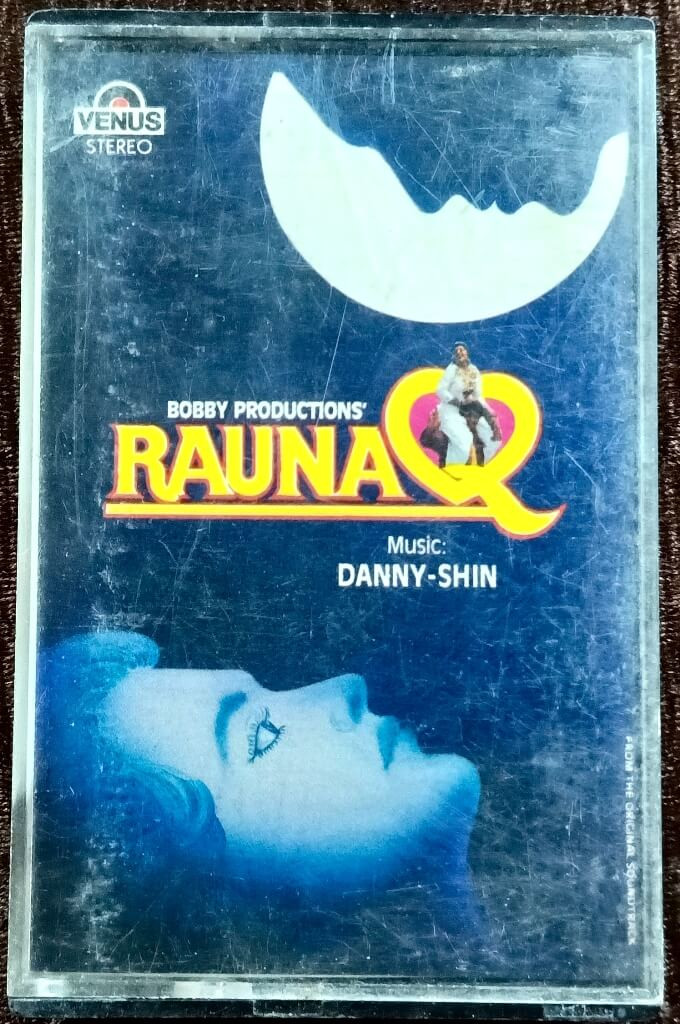 VENUS
STEREO
BOBBY PRODUCTIONS'
RAUNAQ
Music:
DANNY-SHIN
FROM THE ORIGINAL SOUNDTRACK